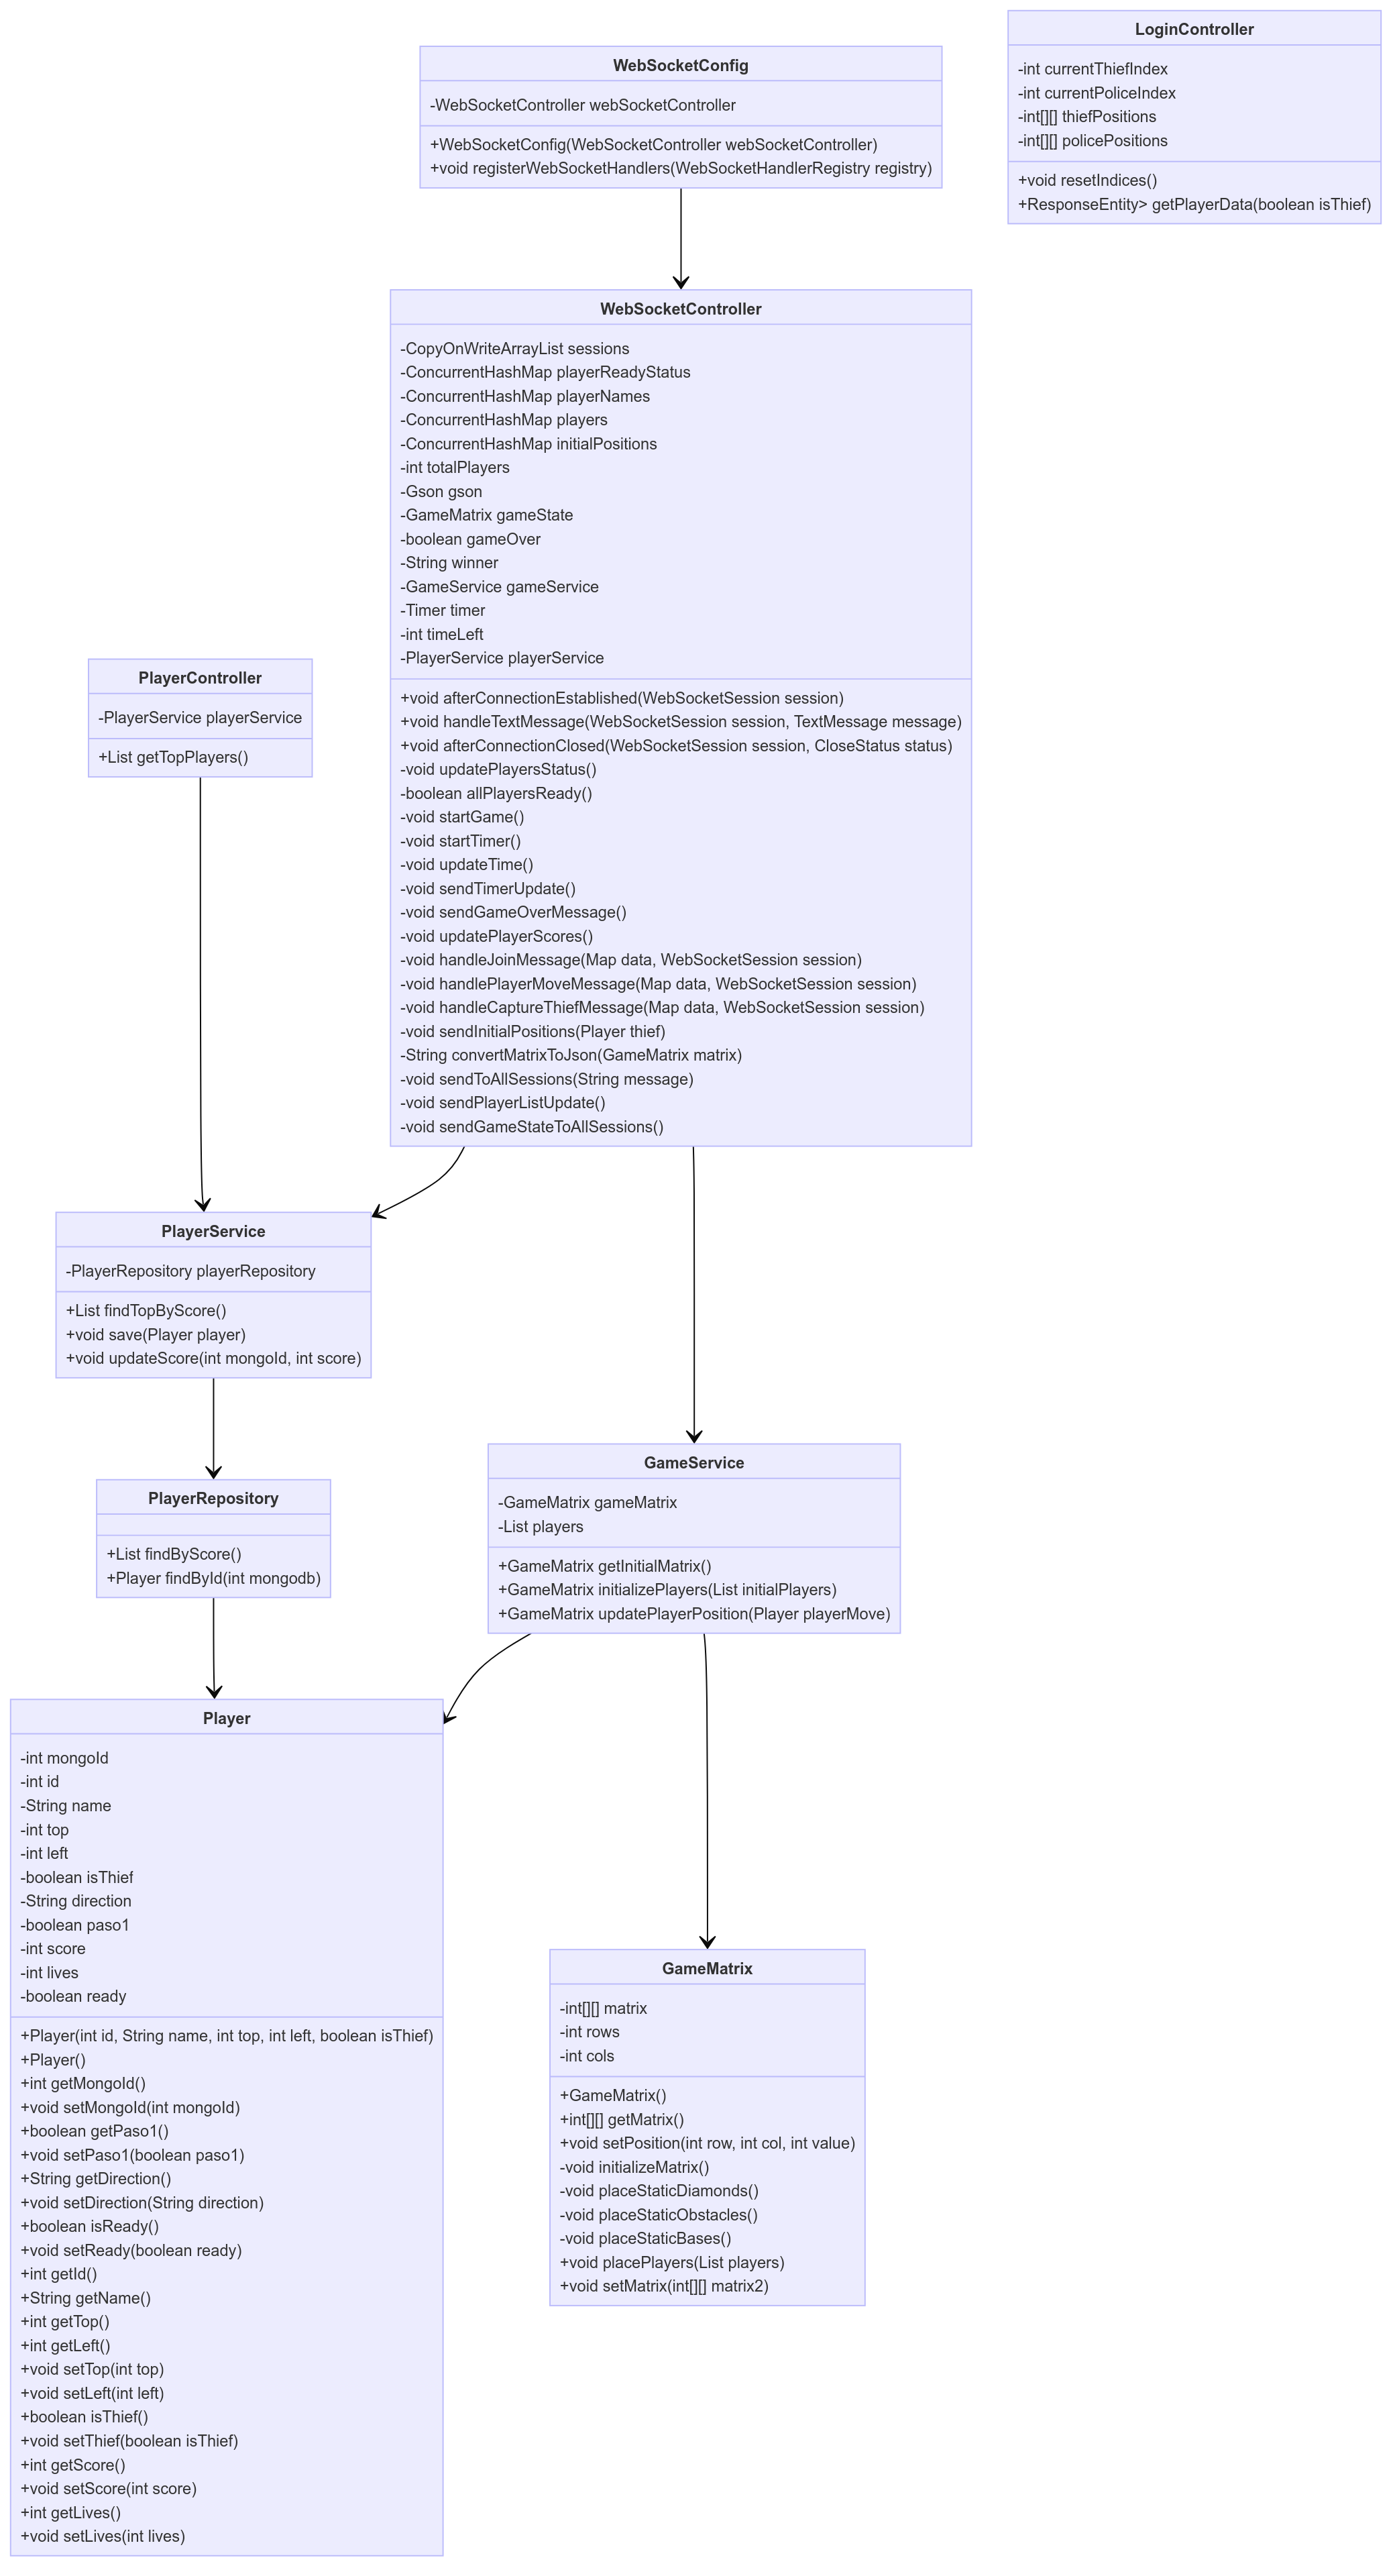 LoginController
-int currentThiefIndex
-int currentPoliceIndex
-int[][] thiefPositions
-int[][] policePositions
+void resetIndices()
+ResponseEntity> getPlayerData(boolean isThief)
WebSocketConfig
-WebSocketController webSocketController
+WebSocketConfig(WebSocketController webSocketController)
+void registerWebSocketHandlers(WebSocketHandlerRegistry registry)
WebSocketController
-CopyOnWriteArrayList sessions
-ConcurrentHashMap playerReadyStatus
-ConcurrentHashMap playerNames
-ConcurrentHashMap players
-ConcurrentHashMap initialPositions
-int totalPlayers
-Gson gson
-GameMatrix gameState
-boolean gameOver
-String winner
-GameService gameService
-Timer timer
-int timeLeft
-PlayerService playerService
+void afterConnectionEstablished(WebSocketSession session)
+void handleTextMessage(WebSocketSession session, TextMessage message)
+void afterConnectionClosed(WebSocketSession session, CloseStatus status)
-void updatePlayersStatus()
-boolean allPlayersReady()
-void startGame()
-void startTimer()
-void updateTime()
-void sendTimerUpdate()
-void sendGameOverMessage()
-void updatePlayerScores()
-void handleJoinMessage(Map data, WebSocketSession session)
-void handlePlayerMoveMessage(Map data, WebSocketSession session)
-void handleCaptureThiefMessage(Map data, WebSocketSession session)
-void sendInitialPositions(Player thief)
-String convertMatrixToJson(GameMatrix matrix)
-void sendToAllSessions(String message)
-void sendPlayerListUpdate()
-void sendGameStateToAllSessions()
PlayerController
-PlayerService playerService
+List getTopPlayers()
PlayerService
-PlayerRepository playerRepository
+List findTopByScore()
+void save(Player player)
+void updateScore(int mongoId, int score)
GameService
-GameMatrix gameMatrix
-List players
+GameMatrix getInitialMatrix()
+GameMatrix initializePlayers(List initialPlayers)
+GameMatrix updatePlayerPosition(Player playerMove)
PlayerRepository
+List findByScore()
+Player findById(int mongodb)
Player
-int mongoId
-int id
-String name
-int top
-int left
-boolean isThief
-String direction
-boolean paso1
-int score
-int lives
-boolean ready
+Player(int id, String name, int top, int left, boolean isThief)
+Player()
+int getMongoId()
+void setMongoId(int mongoId)
+boolean getPaso1()
+void setPaso1(boolean paso1)
+String getDirection()
+void setDirection(String direction)
+boolean isReady()
+void setReady(boolean ready)
+int getId()
+String getName()
+int getTop()
+int getLeft()
+void setTop(int top)
+void setLeft(int left)
+boolean isThief()
+void setThief(boolean isThief)
+int getScore()
+void setScore(int score)
+int getLives()
+void setLives(int lives)
GameMatrix
-int[][] matrix
-int rows
-int cols
+GameMatrix()
+int[][] getMatrix()
+void setPosition(int row, int col, int value)
-void initializeMatrix()
-void placeStaticDiamonds()
-void placeStaticObstacles()
-void placeStaticBases()
+void placePlayers(List players)
+void setMatrix(int[][] matrix2)